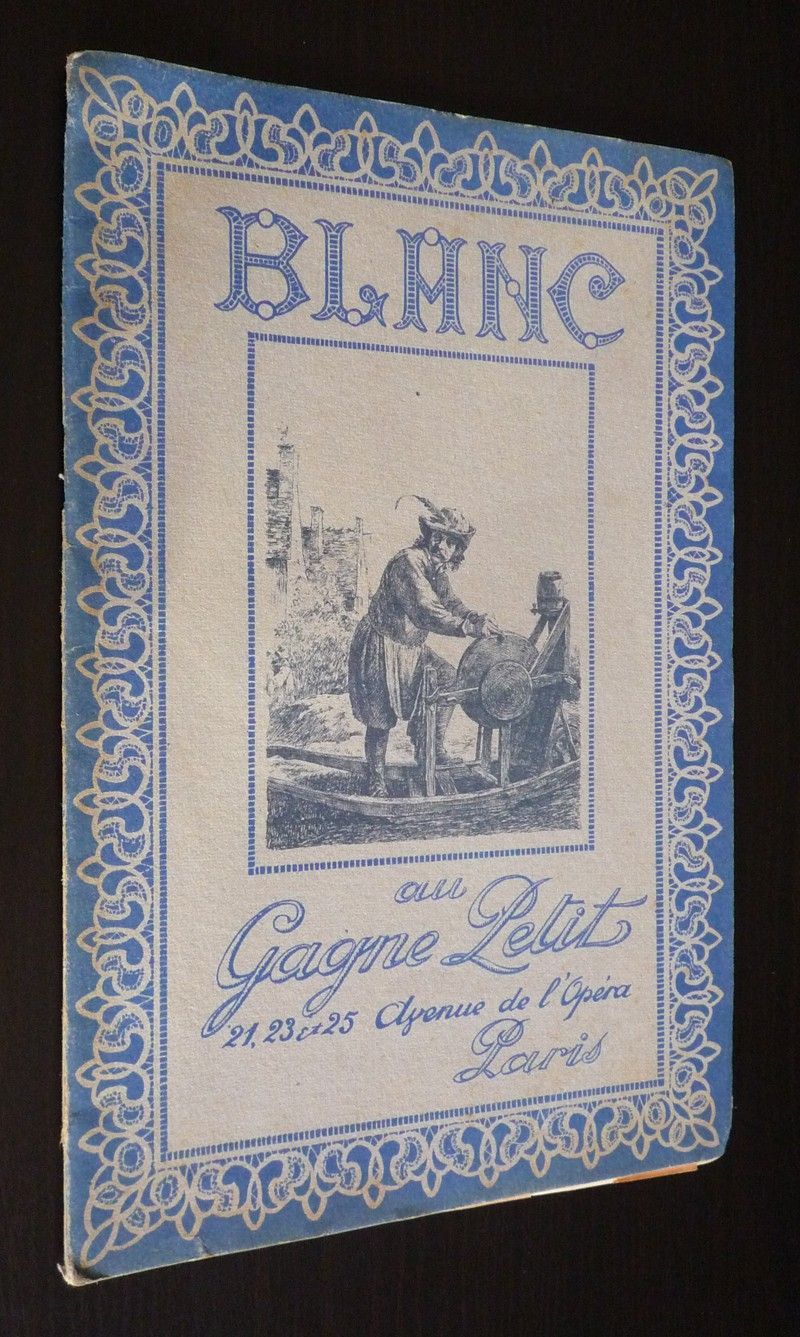 BLANC
au
Gagne Petit
21, 23 et 25 Avenue de l'Opéra
Paris